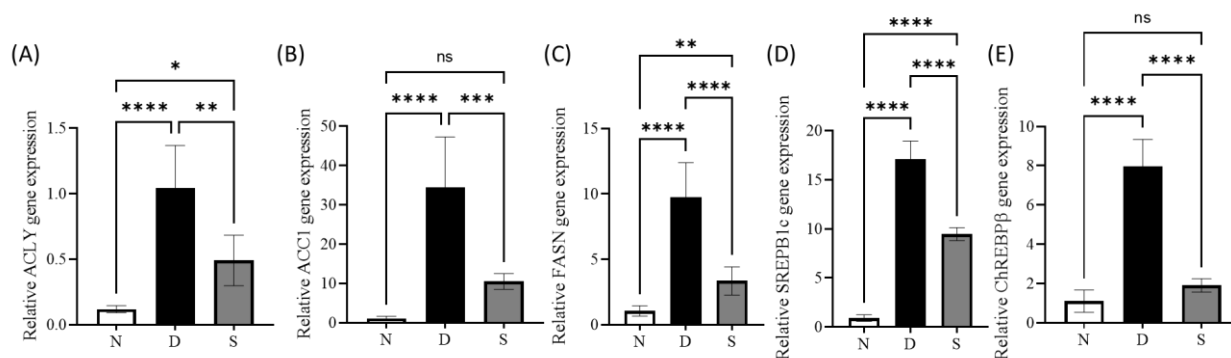 (A)
*
****
**
Relative ACLY gene expression
1.5
1.0
0.5
0.0
N D S
(B)
ns
****
***
Relative ACC1 gene expression
50
40
30
20
10
0
N D S
(C)
**
****
****
Relative FASN gene expression
15
10
5
0
N D S
(D)
****
****
****
Relative SREPB1c gene expression
20
15
10
5
0
N D S
(E)
ns
****
****
Relative ChREBPβ gene expression
10
8
6
4
2
0
N D S